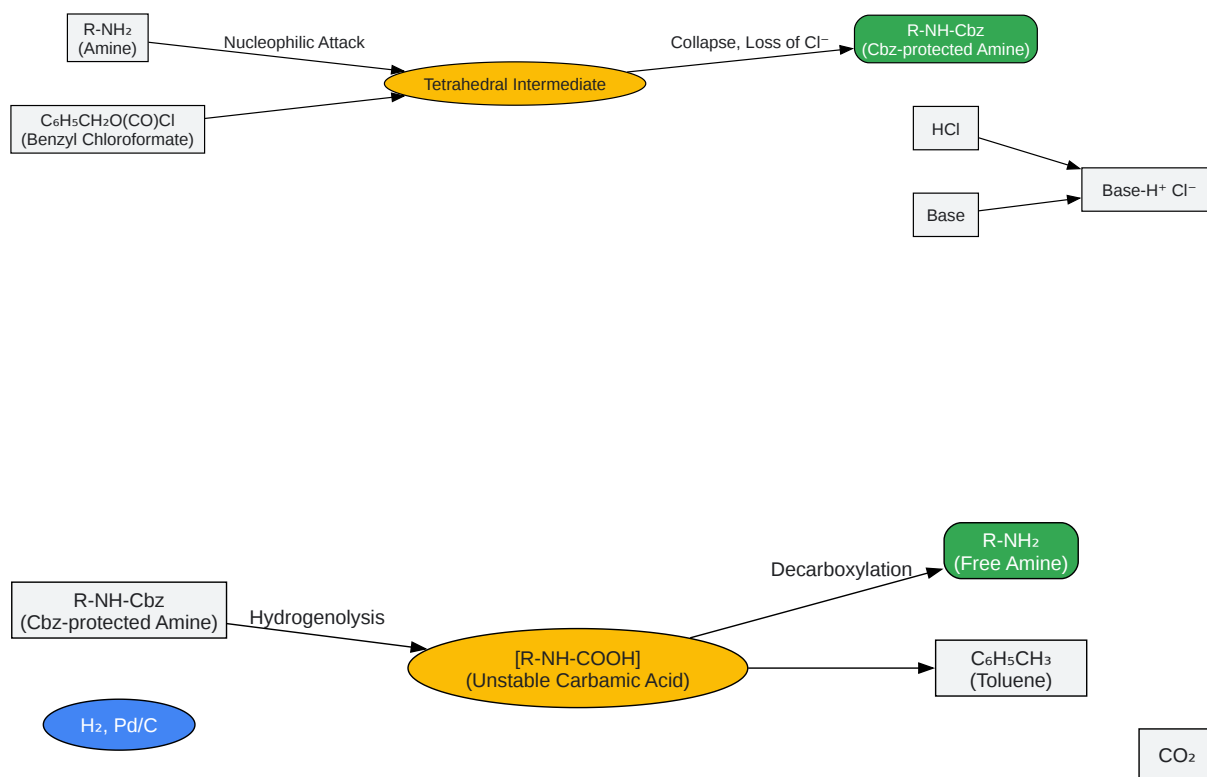 R-NH₂
(Amine)
Nucleophilic Attack
Collapse, Loss of Cl⁻
R-NH-Cbz
(Cbz-protected Amine)
Tetrahedral Intermediate
C₆H₅CH₂O(CO)Cl
(Benzyl Chloroformate)
HCl
Base-H⁺ Cl⁻
Base
R-NH₂
(Free Amine)
Decarboxylation
R-NH-Cbz
(Cbz-protected Amine)
Hydrogenolysis
[R-NH-COOH]
(Unstable Carbamic Acid)
C₆H₅CH₃
(Toluene)
H₂, Pd/C
CO₂